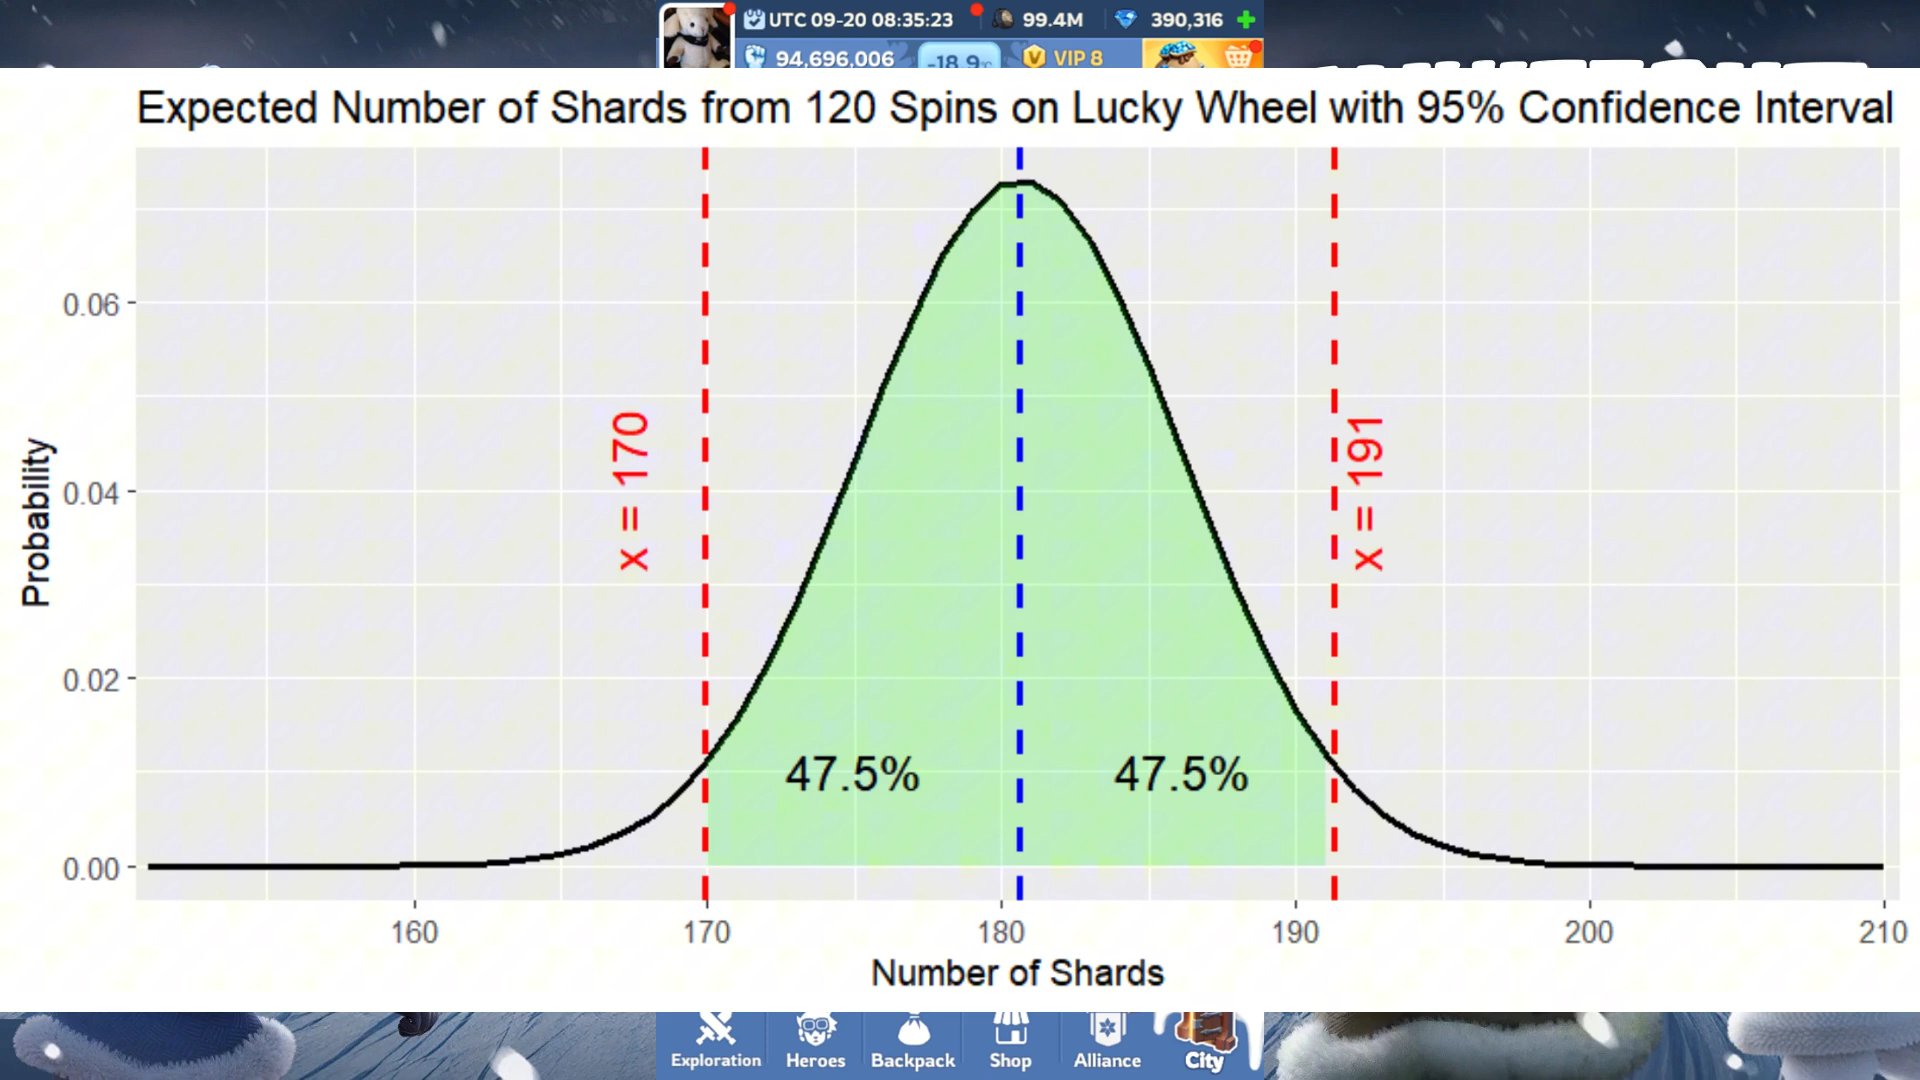 UTC 09-20 08:35:23 99.4M 390,316
94,696,006 -18.9°C VIP 8
Expected Number of Shards from 120 Spins on Lucky Wheel with 95% Confidence Interval
Probability
0.06
0.04
0.02
0.00
x = 170
x = 191
47.5% 47.5%
160 170 180 190 200 210
Number of Shards
Exploration Heroes Backpack Shop Alliance City